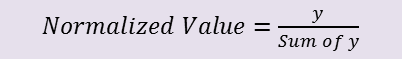 Normalized Value = y / Sum of y